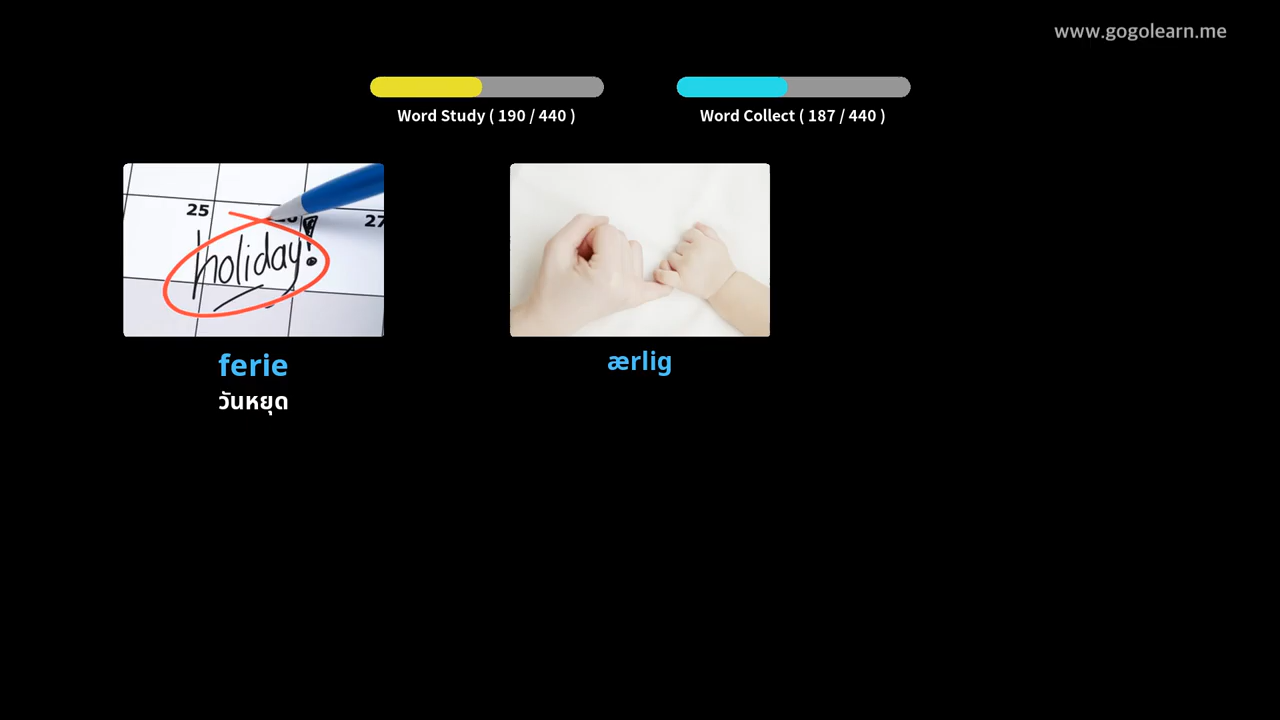 www.gogolearn.me
Word Study ( 190 / 440 )
Word Collect ( 187 / 440 )
25
27
holiday!
ferie
ærlig
วันหยุด